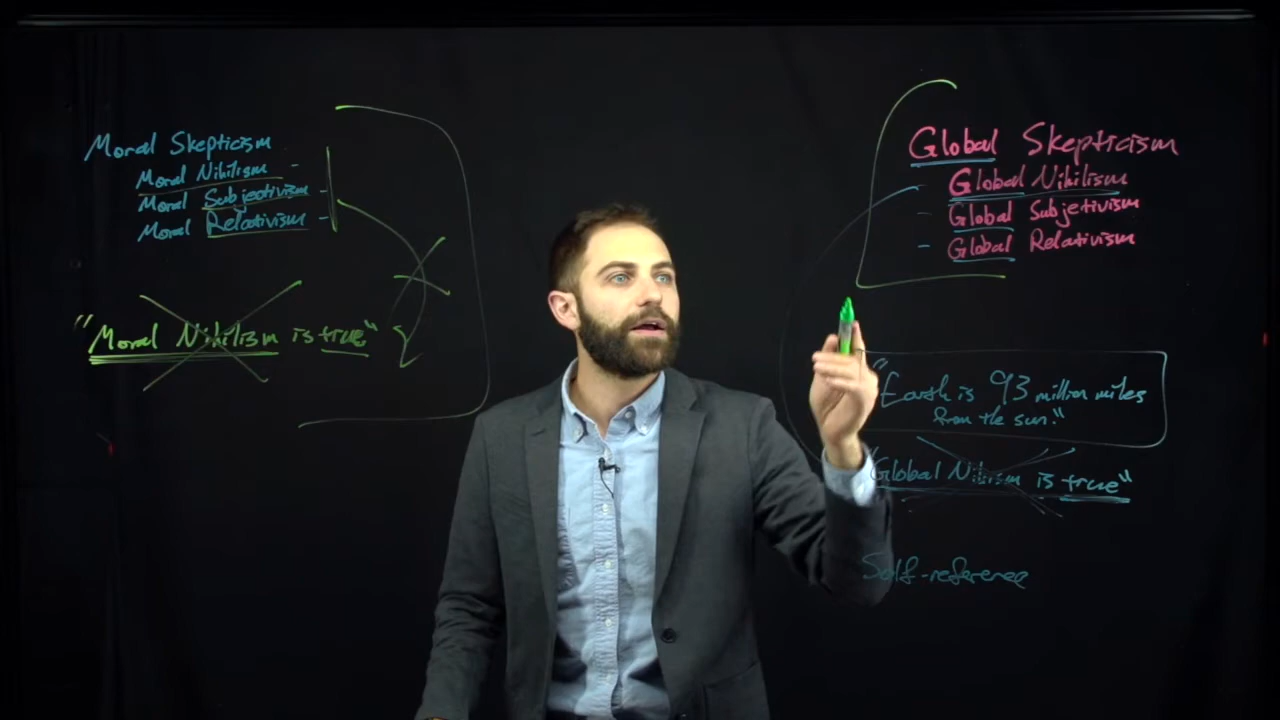 Moral Skepticism
Moral Nihilism
Moral Subjectivism
Moral Relativism
"Moral Nihilism is true"
Global Skepticism
Global Nihilism
Global Subjetivism
Global Relativism
"Earth is 93 million miles
from the sun."
"Global Nihilism is true"
Self-reference